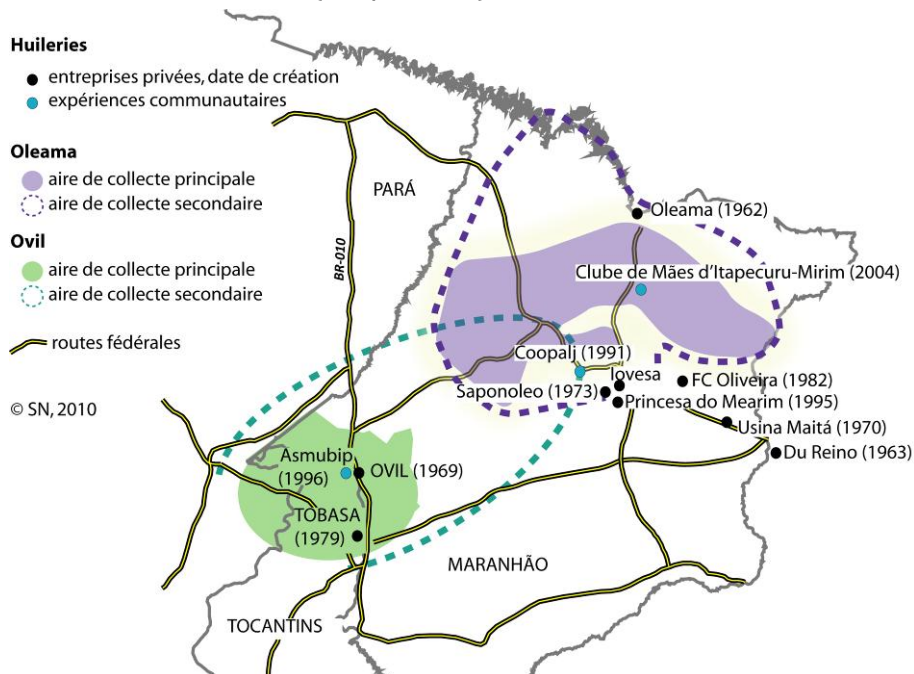 Huileries
entreprises privées, date de création
expériences communautaires
Oleama
aire de collecte principale
aire de collecte secondaire
Ovil
aire de collecte principale
aire de collecte secondaire
routes fédérales
© SN, 2010
PARÁ
BR-010
Oleama (1962)
Clube de Mães d'Itapecuru-Mirim (2004)
Coopalj (1991)
Iovesa
Saponoleo (1973)
FC Oliveira (1982)
Princesa do Mearim (1995)
Usina Maitá (1970)
Du Reino (1963)
Asmubip
(1996)
OVIL (1969)
TOBASA
(1979)
MARANHÃO
TOCANTINS